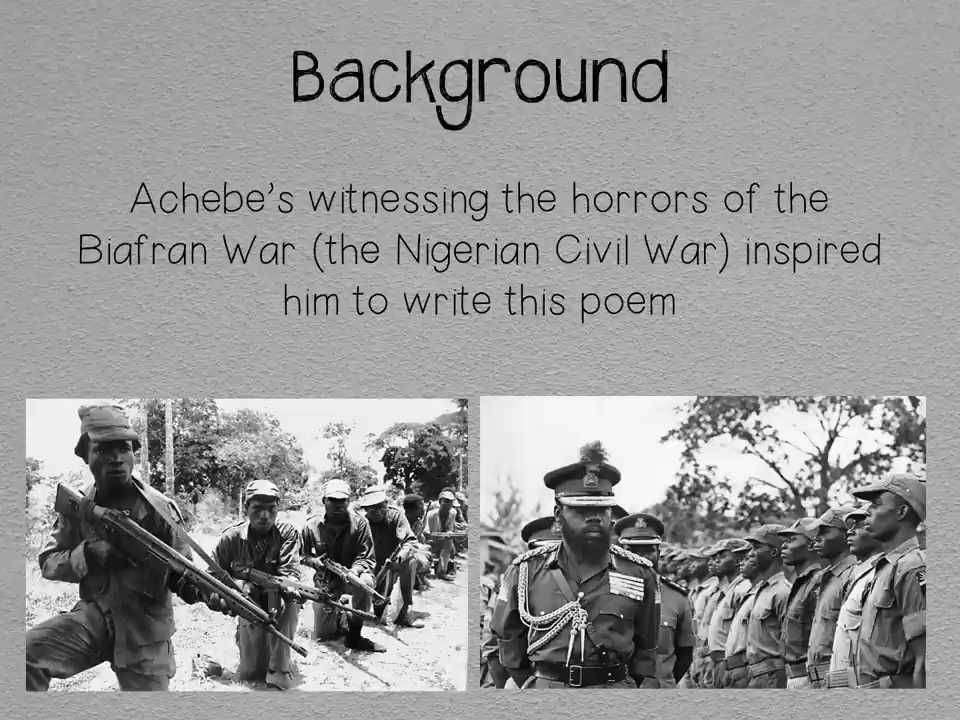 Background
Achebe's witnessing the horrors of the
Biafran War (the Nigerian Civil War) inspired
him to write this poem